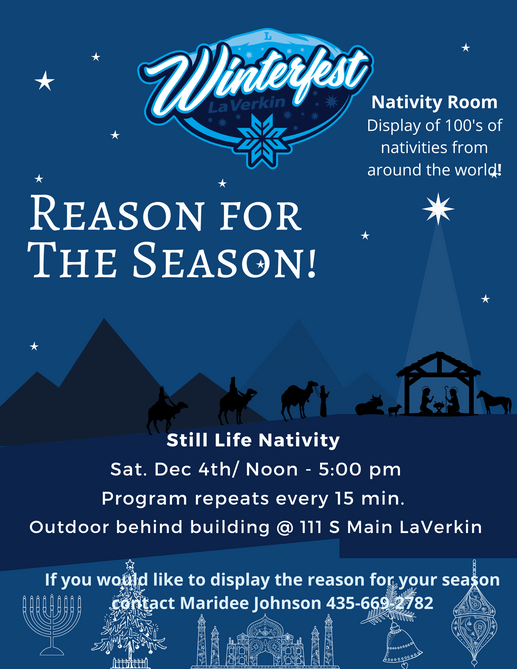 L
Winterfest
LaVerkin
Nativity Room
Display of 100's of
nativities from
around the world!
REASON FOR
THE SEASON!
Still Life Nativity
Sat. Dec 4th/ Noon - 5:00 pm
Program repeats every 15 min.
Outdoor behind building @ 111 S Main LaVerkin
If you would like to display the reason for your season
contact Maridee Johnson 435-669-2782